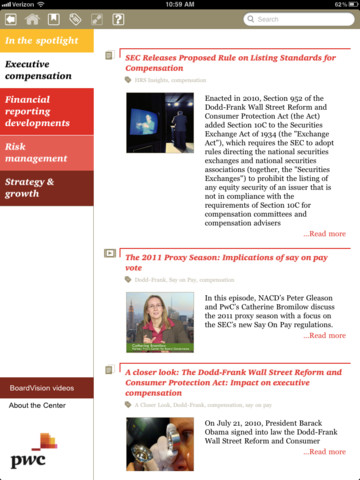 Verizon
10:59 AM
62%
Search
In the spotlight
Executive
compensation
Financial
reporting
developments
Risk
management
Strategy &
growth
BoardVision videos
About the Center
pwc
SEC Releases Proposed Rule on Listing Standards for
Compensation
HRS Insights, compensation
Enacted in 2010, Section 952 of the
Dodd-Frank Wall Street Reform and
Consumer Protection Act (the Act)
added Section 10C to the Securities
Exchange Act of 1934 (the "Exchange
Act"), which requires the SEC to adopt
rules directing the national securities
exchanges and national securities
associations (together, the "Securities
Exchanges") to prohibit the listing of
any equity security of an issuer that is
not in compliance with the
requirements of Section 10C for
compensation committees and
compensation advisers
...Read more
The 2011 Proxy Season: Implications of say on pay
vote
Dodd-Frank, Say on Pay, compensation
Catherine Bromilow
In this episode, NACD's Peter Gleason
and PwC's Catherine Bromilow discuss
the 2011 proxy season with a focus on
the SEC's new Say On Pay regulations.
...Read more
A closer look: The Dodd-Frank Wall Street Reform and
Consumer Protection Act: Impact on executive
compensation
A Closer Look, Dodd-Frank, compensation, say on pay
On July 21, 2010, President Barack
Obama signed into law the Dodd-Frank
Wall Street Reform and Consumer